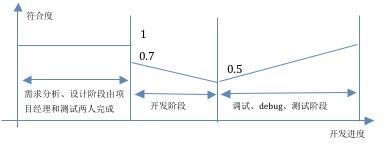 符合度
1
0.7
0.5
需求分析、设计阶段由项
目经理和测试两人完成
开发阶段
调试、debug、测试阶段
开发进度